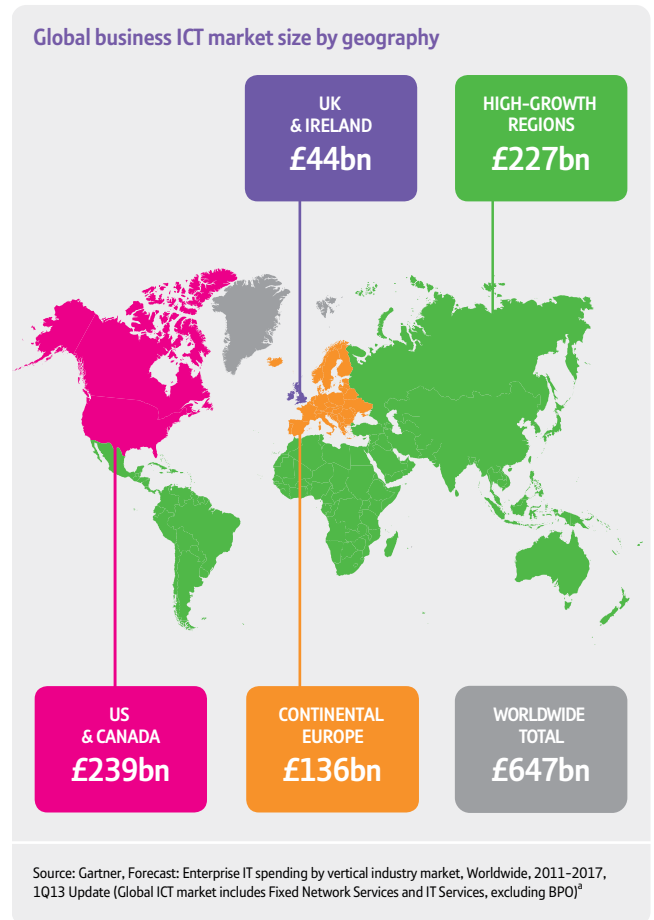 Global business ICT market size by geography
UK
& IRELAND
£44bn
HIGH-GROWTH
REGIONS
£227bn
US
& CANADA
£239bn
CONTINENTAL
EUROPE
£136bn
WORLDWIDE
TOTAL
£647bn
Source: Gartner, Forecast: Enterprise IT spending by vertical industry market, Worldwide, 2011–2017,
1Q13 Update (Global ICT market includes Fixed Network Services and IT Services, excluding BPO)a